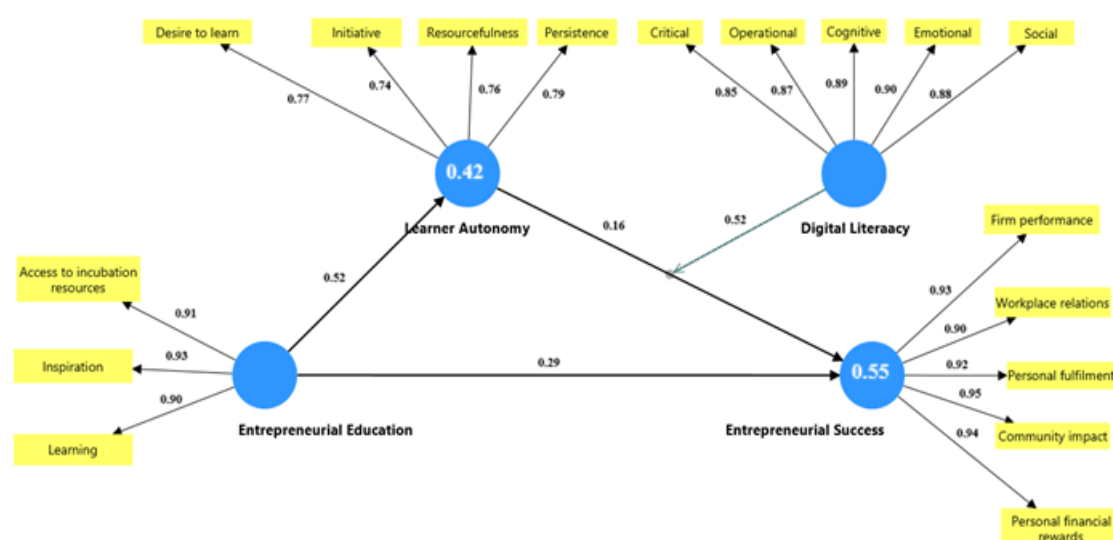 Desire to learn
Initiative
Resourcefulness
Persistence
Critical
Operational
Cognitive
Emotional
Social
0.77
0.74
0.76
0.79
0.85
0.87
0.89
0.90
0.88
0.42
Learner Autonomy
0.16
0.52
Digital Literaacy
Firm performance
Access to incubation
resources
0.52
0.91
0.93
Workplace relations
0.90
Inspiration
0.93
0.29
0.55
0.92
Personal fulfilment
0.90
0.95
Learning
Entrepreneurial Education
Entrepreneurial Success
0.94
Community impact
Personal financial
rewards